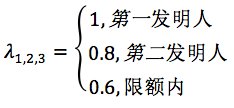 1, 第一发明人
λ1,2,3 = { 0.8, 第二发明人
0.6, 限额内